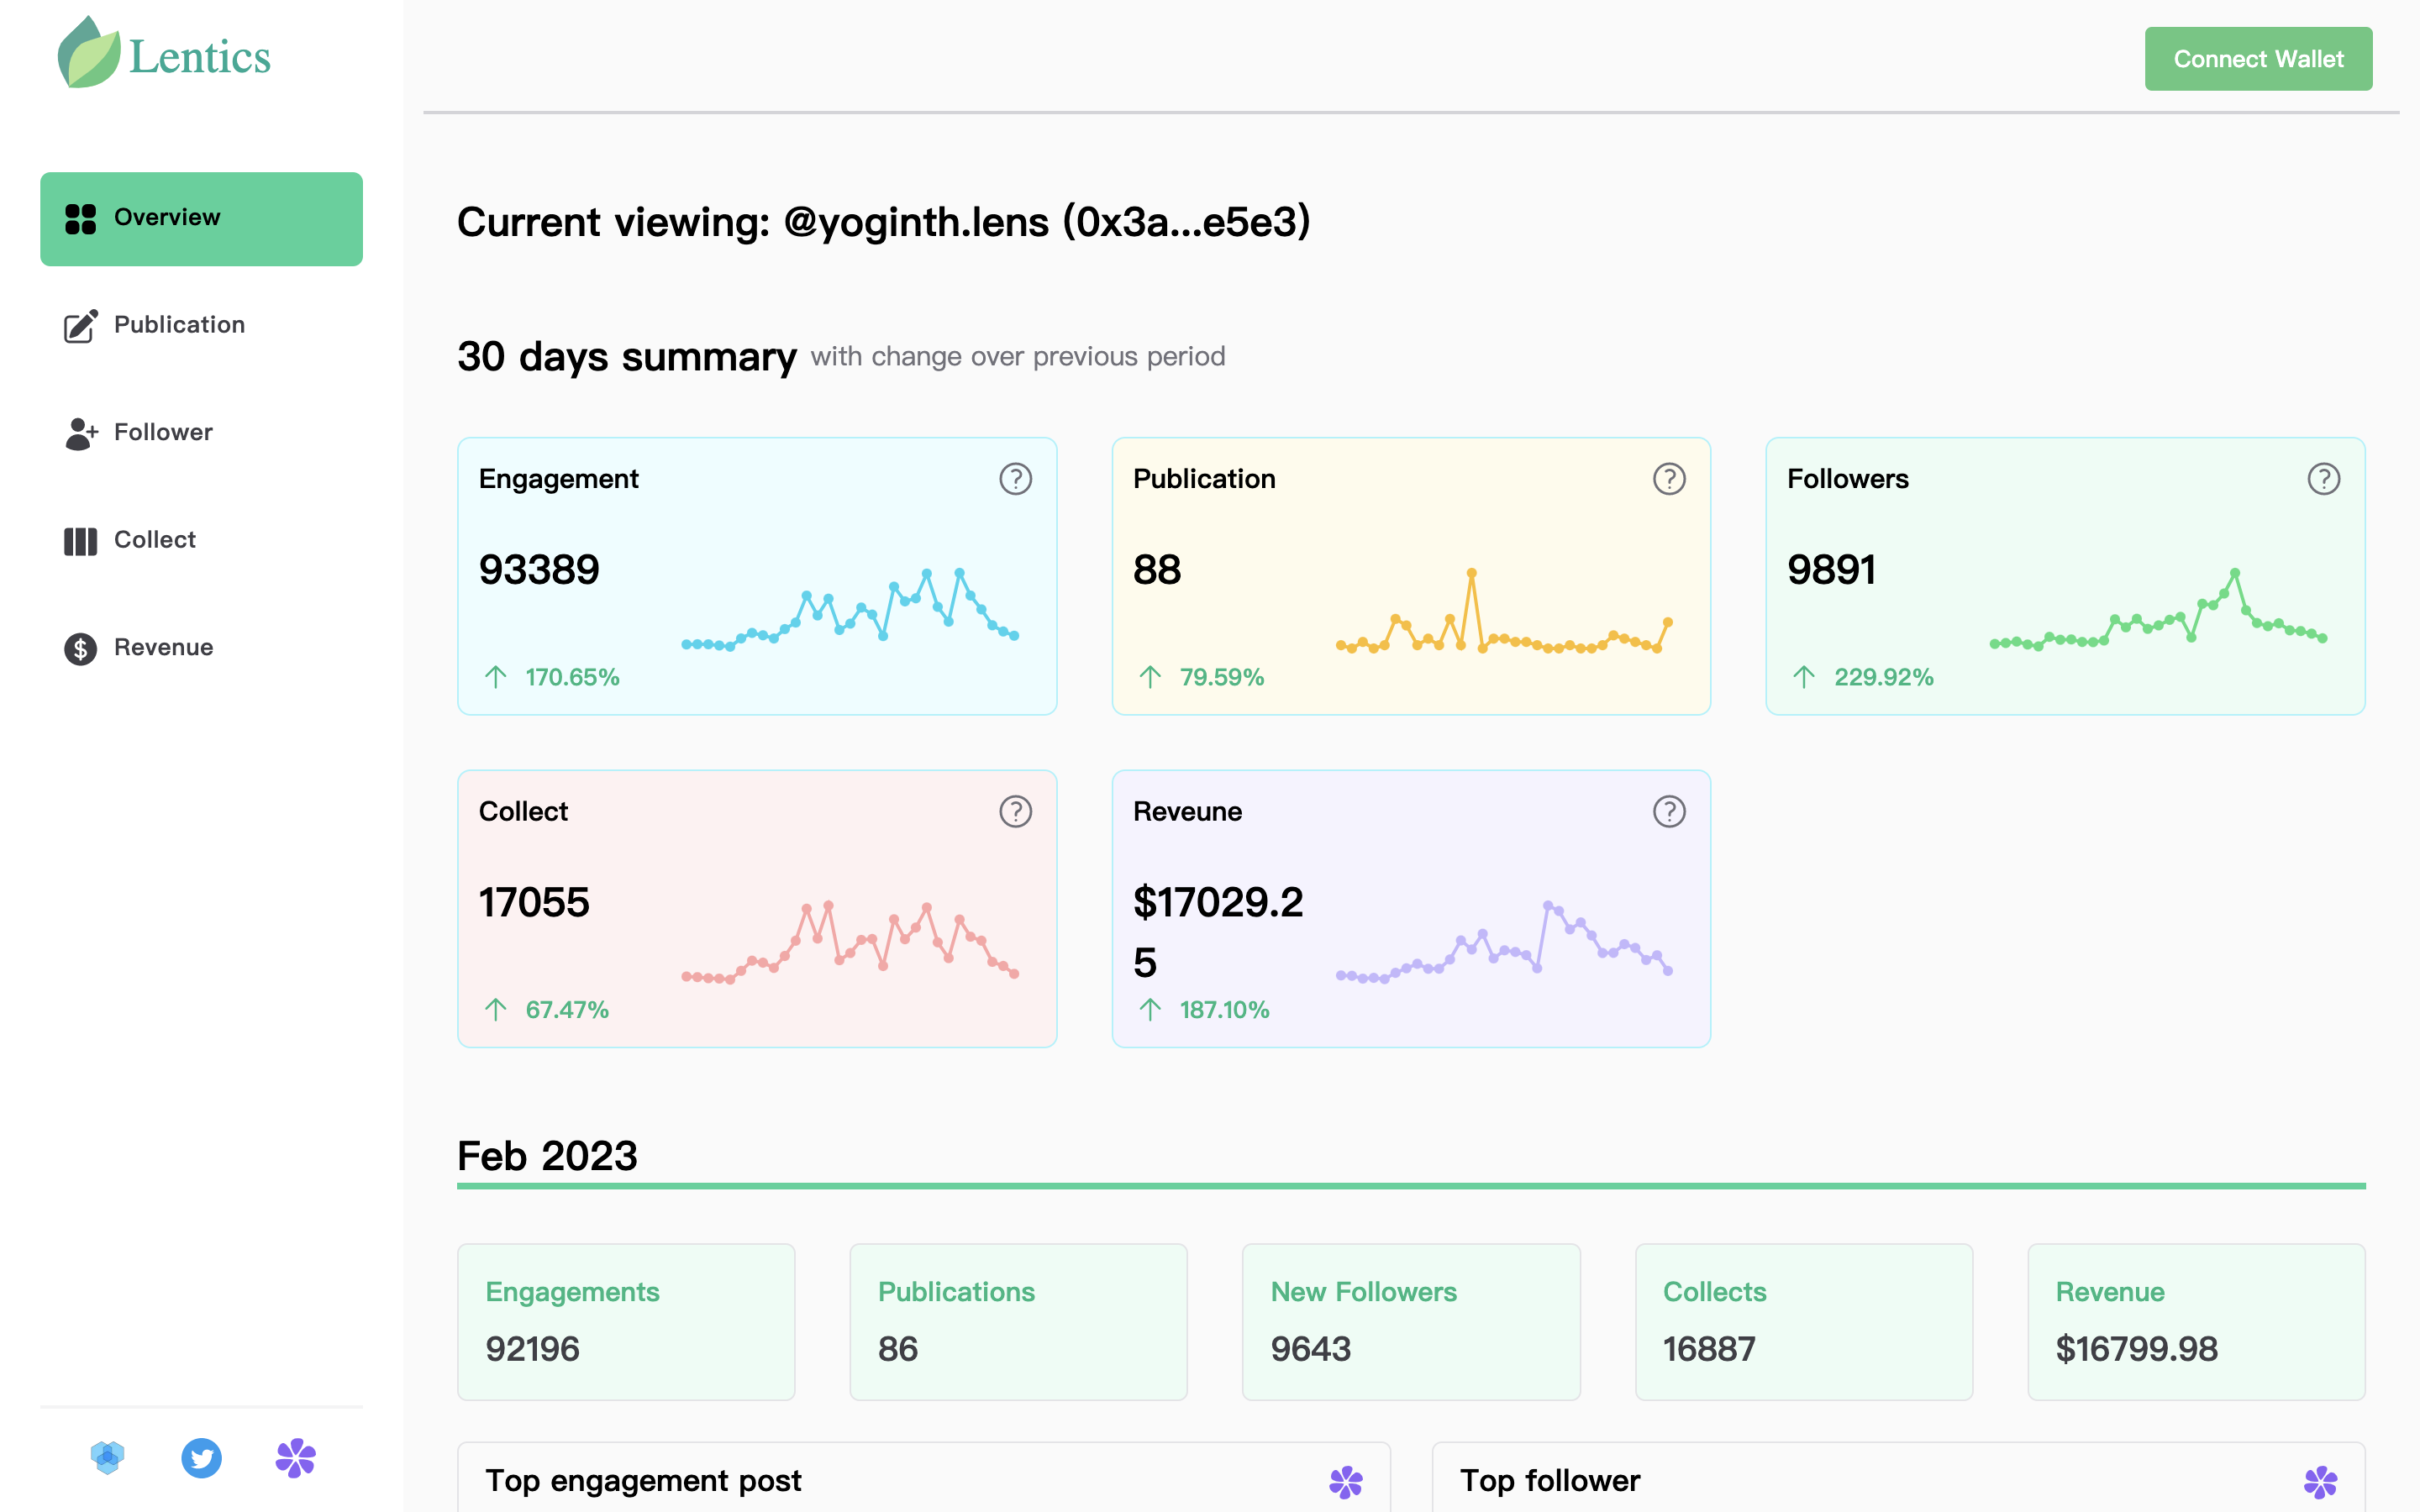 Lentics
Connect Wallet
Overview
Publication
Follower
Collect
Revenue
Current viewing: @yoginth.lens (0x3a...e5e3)
30 days summary with change over previous period
Engagement ?
93389
170.65%
Publication ?
88
79.59%
Followers ?
9891
229.92%
Collect ?
17055
67.47%
Reveune ?
$17029.2
5
187.10%
Feb 2023
Engagements
92196
Publications
86
New Followers
9643
Collects
16887
Revenue
$16799.98
Top engagement post
Top follower